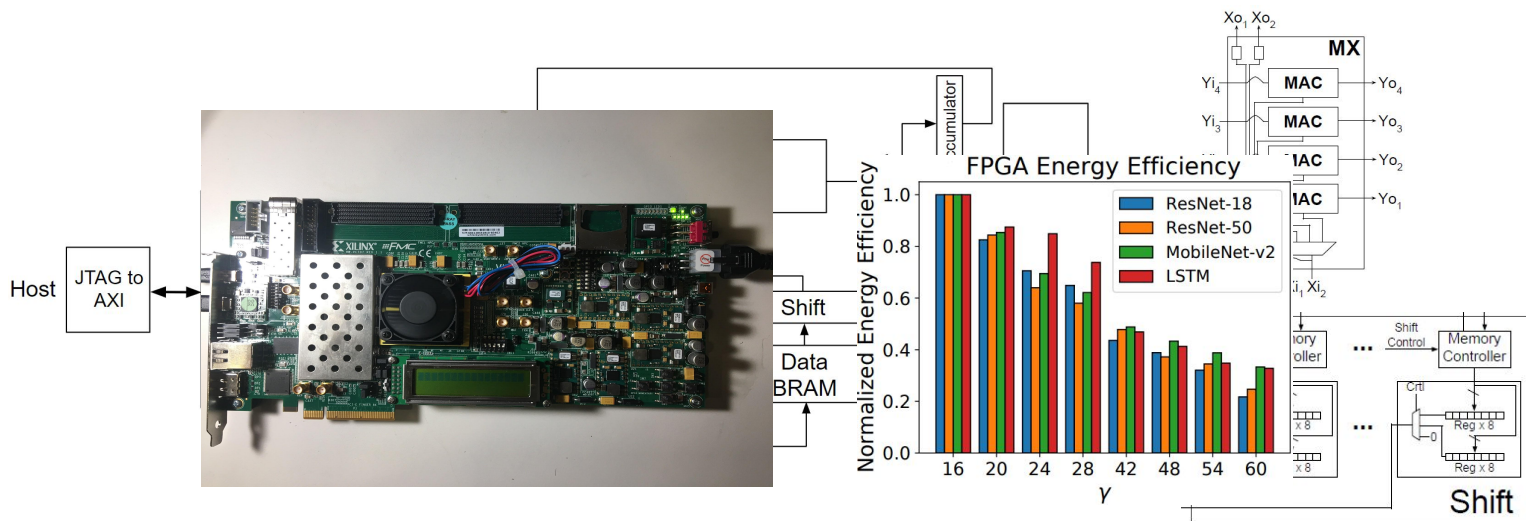 Xo1 Xo2
MX
Yi4 MAC Yo4
Yi3 MAC Yo3
MAC Yo2
MAC Yo1
Xi1 Xi2
Host
JTAG to
AXI
XILINX FMC
Shift
Data
BRAM
FPGA Energy Efficiency
Normalized Energy Efficiency
1.0
0.8
0.6
0.4
0.2
0.0
ResNet-18
ResNet-50
MobileNet-v2
LSTM
16 20 24 28 42 48 54 60
γ
... Shift
Control
Memory
Controller
Crtl
Reg x 8
0
Reg x 8
...
Shift